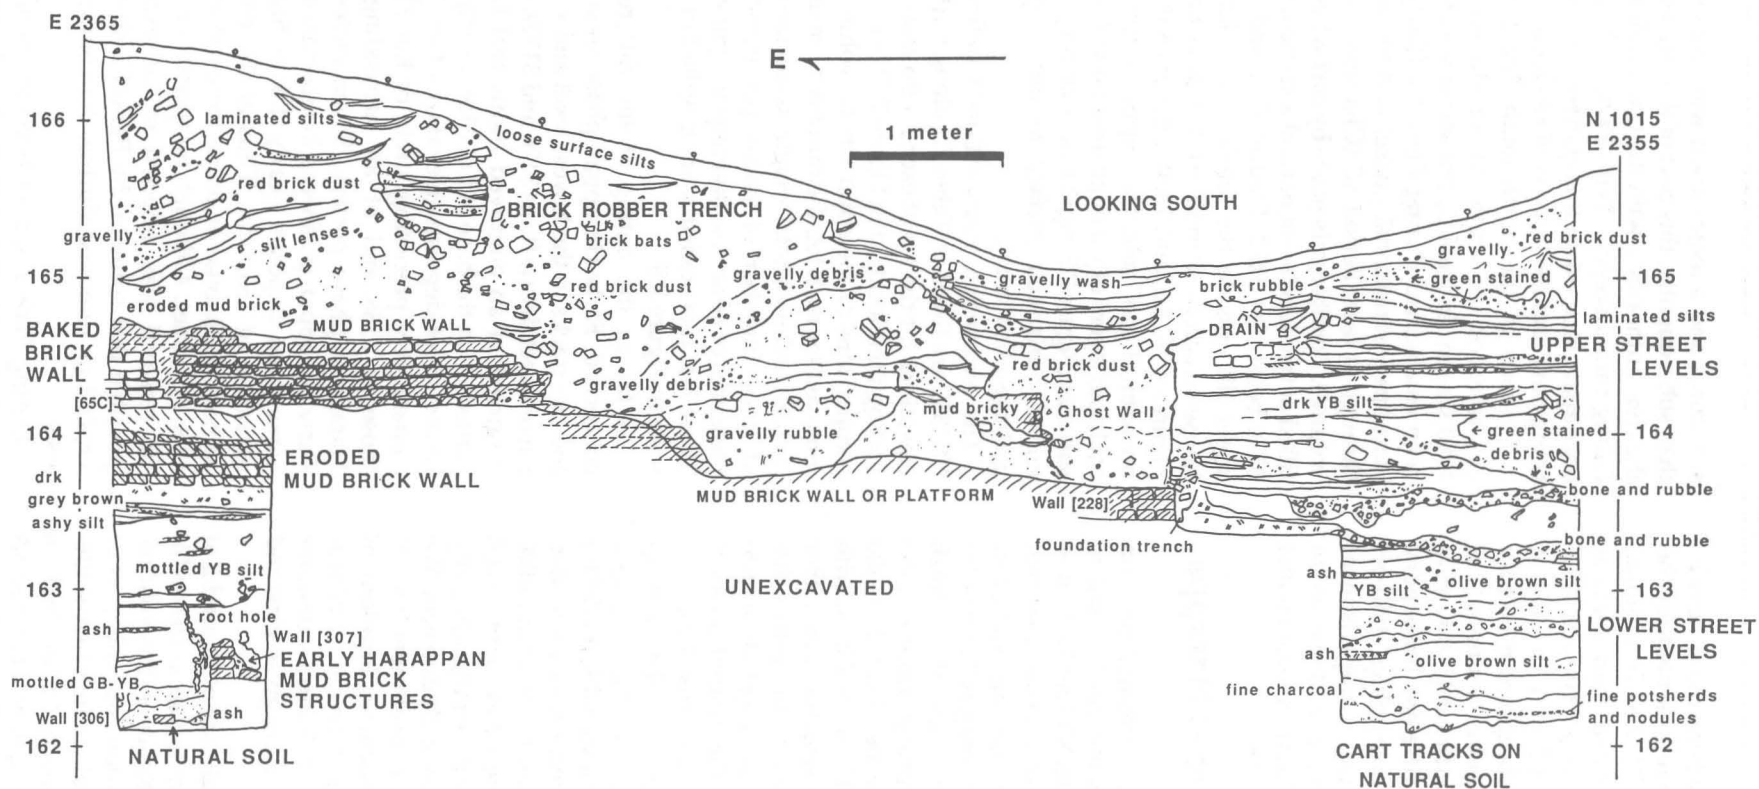 E 2365
E
166
1 meter
N 1015
E 2355
laminated silts
loose surface silts
red brick dust
BRICK ROBBER TRENCH
LOOKING SOUTH
gravelly
silt lenses
brick bats
gravelly
red brick dust
165
eroded mud brick
red brick dust
gravelly debris
gravelly wash
brick rubble
green stained
165
BAKED
BRICK
WALL
MUD BRICK WALL
DRAIN
laminated silts
UPPER STREET
LEVELS
[65C]
gravelly debris
red brick dust
mud bricky
Ghost Wall
drk YB silt
164
gravelly rubble
green stained
164
debris
drk
grey brown
ashy silt
ERODED
MUD BRICK WALL
MUD BRICK WALL OR PLATFORM
Wall [228]
bone and rubble
foundation trench
bone and rubble
mottled YB silt
UNEXCAVATED
ash
olive brown silt
YB silt
163
163
root hole
ash
Wall [307]
EARLY HARAPPAN
MUD BRICK
STRUCTURES
LOWER STREET
LEVELS
ash
olive brown silt
mottled GB-YB
fine charcoal
fine potsherds
and nodules
Wall [306]
ash
162
NATURAL SOIL
162
CART TRACKS ON
NATURAL SOIL